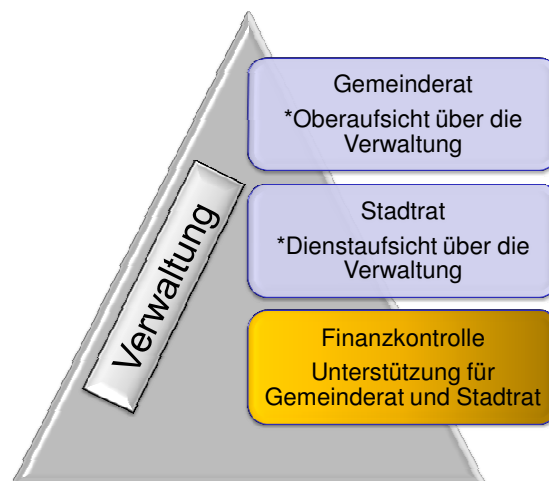 Gemeinderat
*Oberaufsicht über die
Verwaltung
Stadtrat
*Dienstaufsicht über die
Verwaltung
Finanzkontrolle
Unterstützung für
Gemeinderat und Stadtrat
Verwaltung